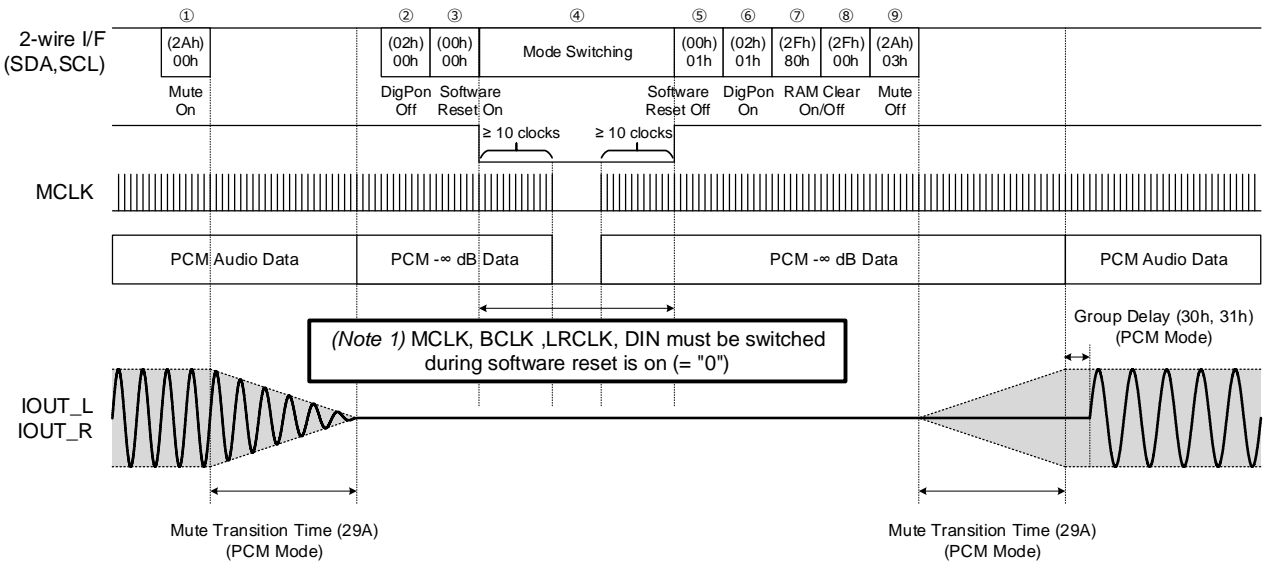 ① ② ③ ④ ⑤ ⑥ ⑦ ⑧ ⑨
2-wire I/F
(SDA,SCL)
(2Ah)
00h
(02h)
00h
(00h)
00h
Mode Switching
(00h)
01h
(02h)
01h
(2Fh)
80h
(2Fh)
00h
(2Ah)
03h
Mute
On
DigPon
Off
Software
Reset On
Software
Reset Off
DigPon
On
RAM Clear
On/Off
Mute
Off
≥ 10 clocks
≥ 10 clocks
MCLK
PCM Audio Data
PCM -∞ dB Data
PCM -∞ dB Data
PCM Audio Data
(Note 1) MCLK, BCLK ,LRCLK, DIN must be switched
during software reset is on (= "0")
Group Delay (30h, 31h)
(PCM Mode)
IOUT_L
IOUT_R
Mute Transition Time (29A)
(PCM Mode)
Mute Transition Time (29A)
(PCM Mode)